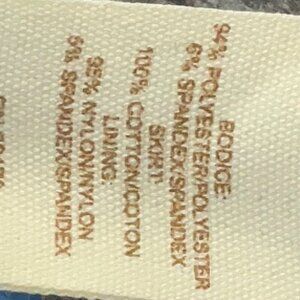 BODICE:
94% POLYESTER/POLYESTER
6% SPANDEX/SPANDEX
SKIRT:
100% COTTON/COTON
LINING:
95% NYLON/NYLON
5% SPANDEX/SPANDEX